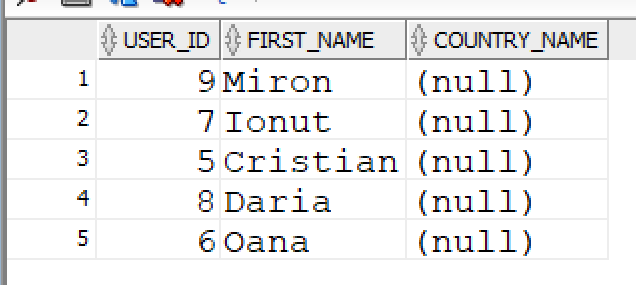 USER_ID FIRST_NAME COUNTRY_NAME
1 9 Miron (null)
2 7 Ionut (null)
3 5 Cristian (null)
4 8 Daria (null)
5 6 Oana (null)